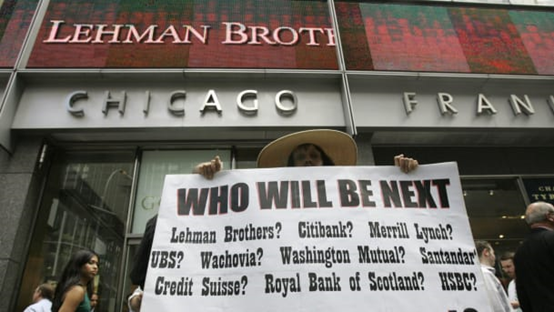 LEHMAN BROTH
CHICAGO FRAN
WHO WILL BE NEXT
Lehman Brothers? Citibank? Merrill Lynch?
UBS? Wachovia? Washington Mutual? Santandar
Credit Suisse? Royal Bank of Scotland? HSBC?